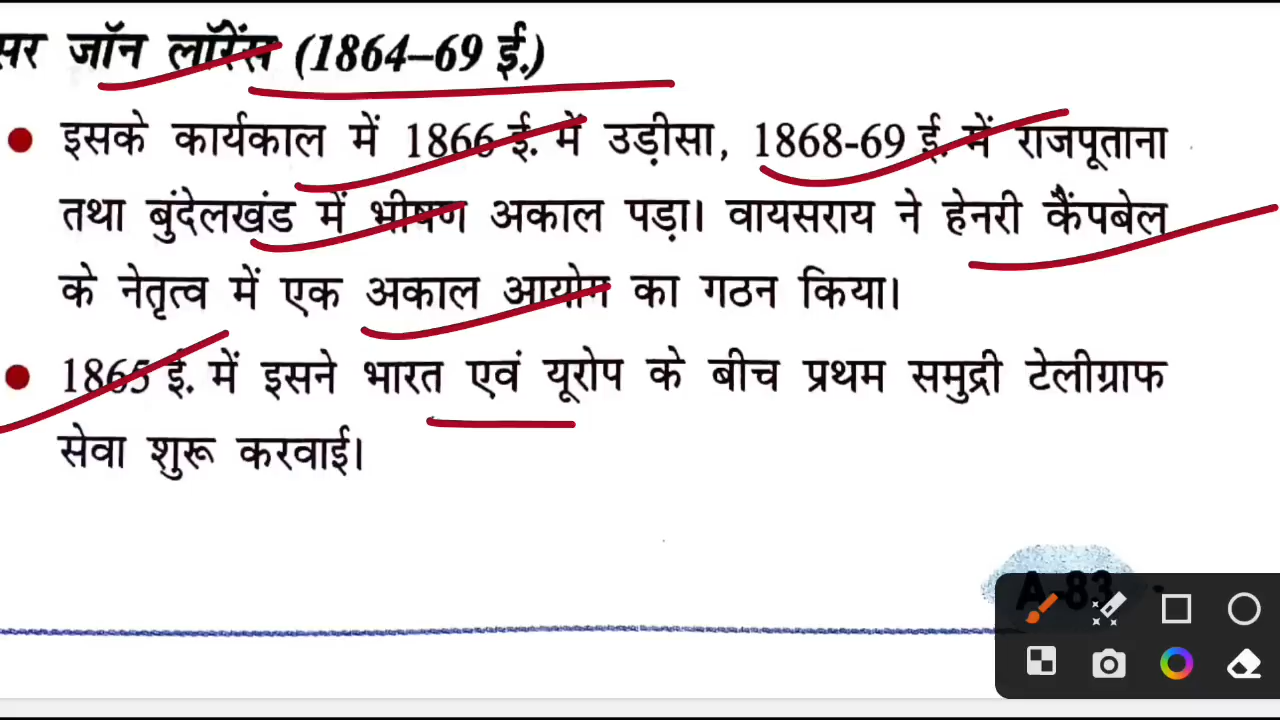 सर जॉन लॉरेंस (1864–69 ई.)
इसके कार्यकाल में 1866 ई. में उड़ीसा, 1868-69 ई. में राजपूताना
तथा बुंदेलखंड में भीषण अकाल पड़ा। वायसराय ने हेनरी कैंपबेल
के नेतृत्व में एक अकाल आयोग का गठन किया।
1865 ई. में इसने भारत एवं यूरोप के बीच प्रथम समुद्री टेलीग्राफ
सेवा शुरू करवाई।
A-83